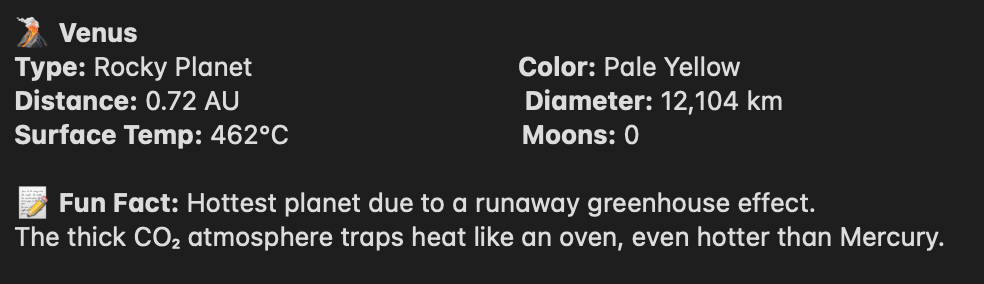 🌋 Venus
Type: Rocky Planet Color: Pale Yellow
Distance: 0.72 AU Diameter: 12,104 km
Surface Temp: 462°C Moons: 0
📝 Fun Fact: Hottest planet due to a runaway greenhouse effect.
The thick CO₂ atmosphere traps heat like an oven, even hotter than Mercury.